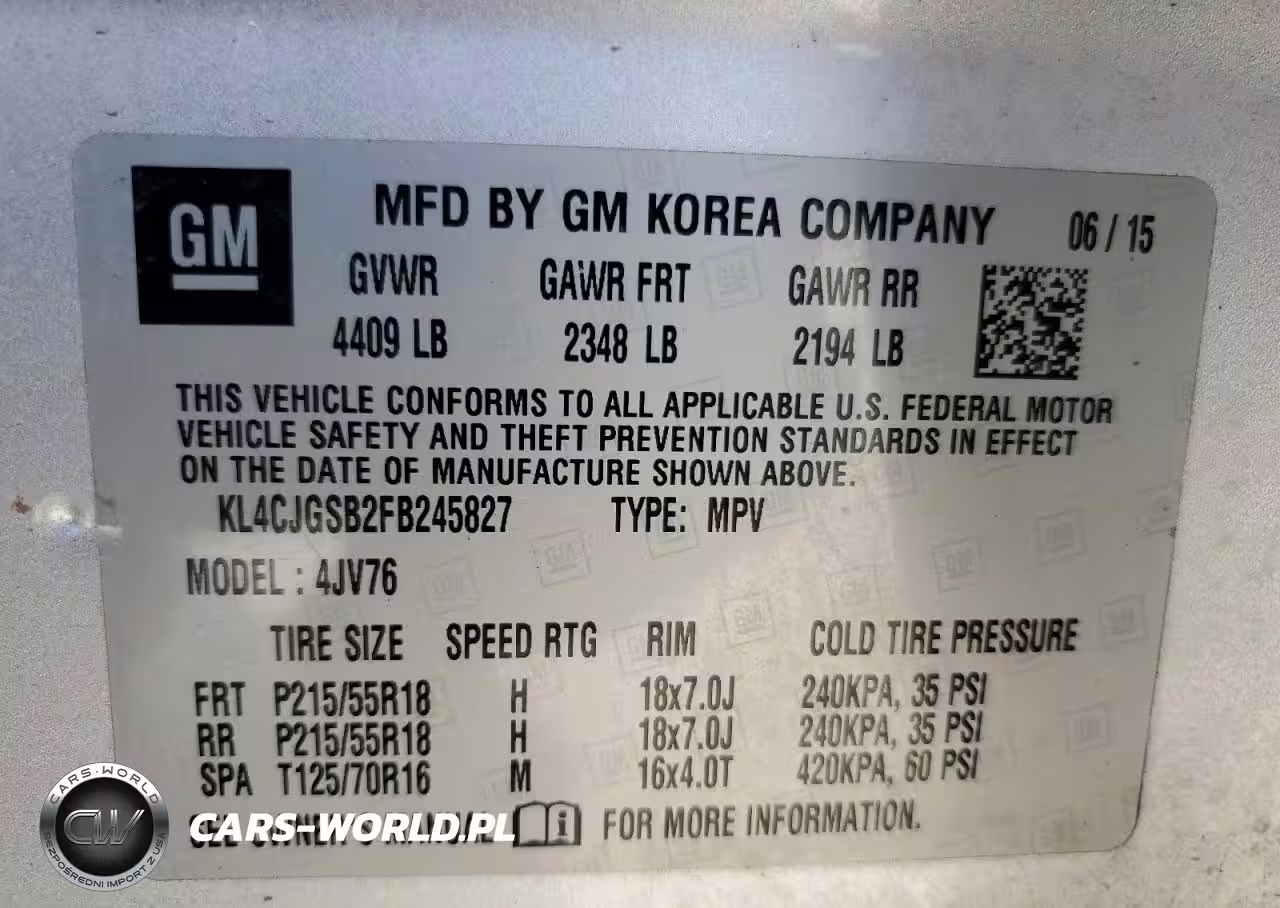 GM MFD BY GM KOREA COMPANY 06 / 15
GVWR GAWR FRT GAWR RR
4409 LB 2348 LB 2194 LB
THIS VEHICLE CONFORMS TO ALL APPLICABLE U.S. FEDERAL MOTOR
VEHICLE SAFETY AND THEFT PREVENTION STANDARDS IN EFFECT
ON THE DATE OF MANUFACTURE SHOWN ABOVE.
KL4CJGSB2FB245827 TYPE: MPV
MODEL : 4JV76
TIRE SIZE SPEED RTG RIM COLD TIRE PRESSURE
FRT P215/55R18 H 18x7.0J 240KPA, 35 PSI
RR P215/55R18 H 18x7.0J 240KPA, 35 PSI
SPA T125/70R16 M 16x4.0T 420KPA, 60 PSI
FOR MORE INFORMATION.
CARS-WORLD.PL
CARS-WORLD
CW
BEZPOŚREDNI IMPORT Z USA